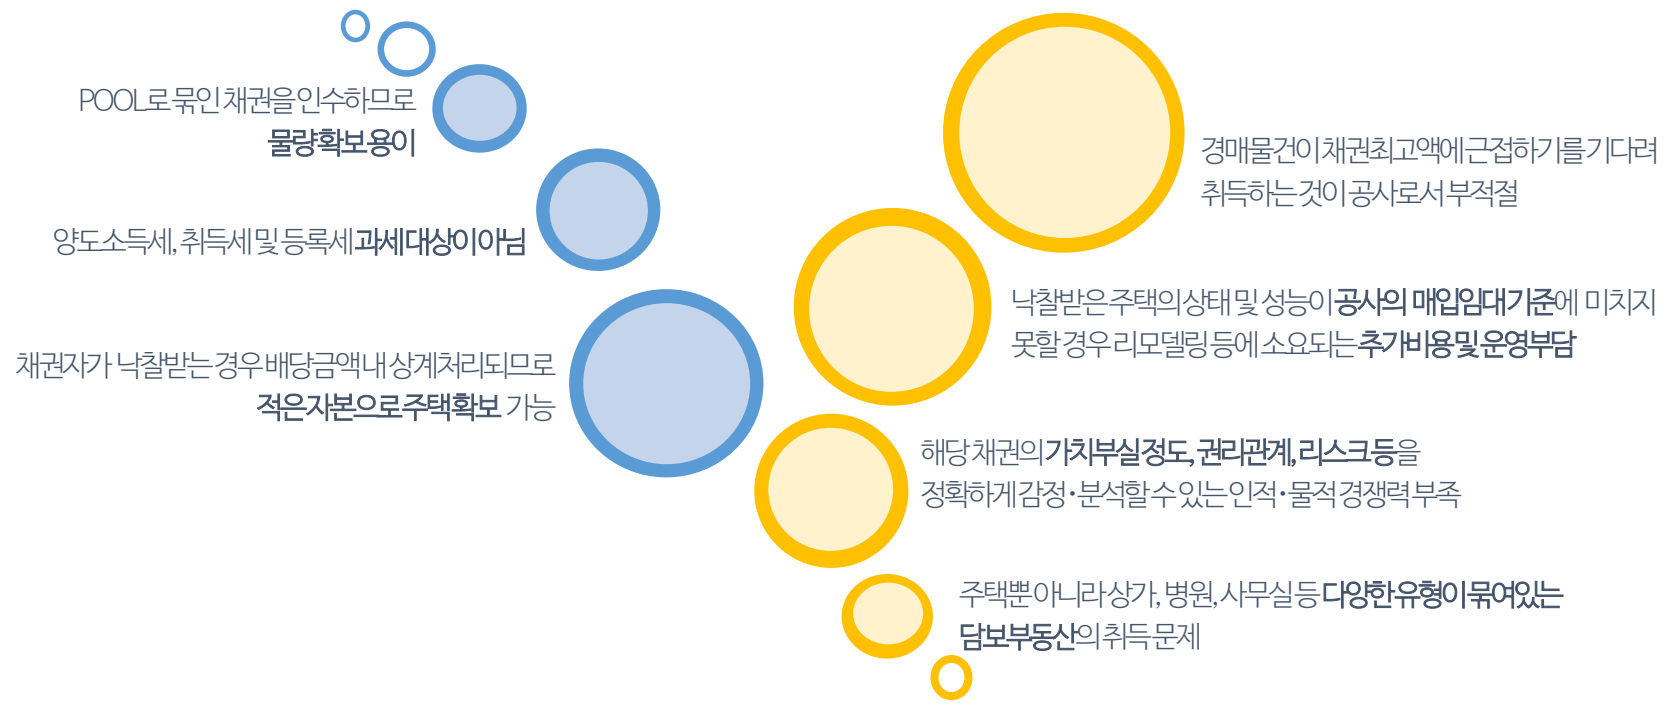 POOL로 묶인 채권을 인수하므로
물량 확보 용이
양도소득세, 취득세 및 등록세 과세 대상이 아님
채권자가 낙찰받는 경우 배당금액 내 상계처리되므로
적은 자본으로 주택 확보 가능
경매물건이 채권최고액에 근접하기를 기다려
취득하는 것이 공사로서 부적절
낙찰받은 주택의 상태 및 성능이 공사의 매입임대 기준에 미치지
못할 경우 리모델링 등에 소요되는 추가비용 및 운영부담
해당 채권의 가치부실 정도, 권리관계, 리스크 등을
정확하게 감정·분석할 수 있는 인적·물적 경쟁력 부족
주택뿐 아니라 상가, 병원, 사무실 등 다양한 유형이 묶여있는
담보부동산의 취득 문제